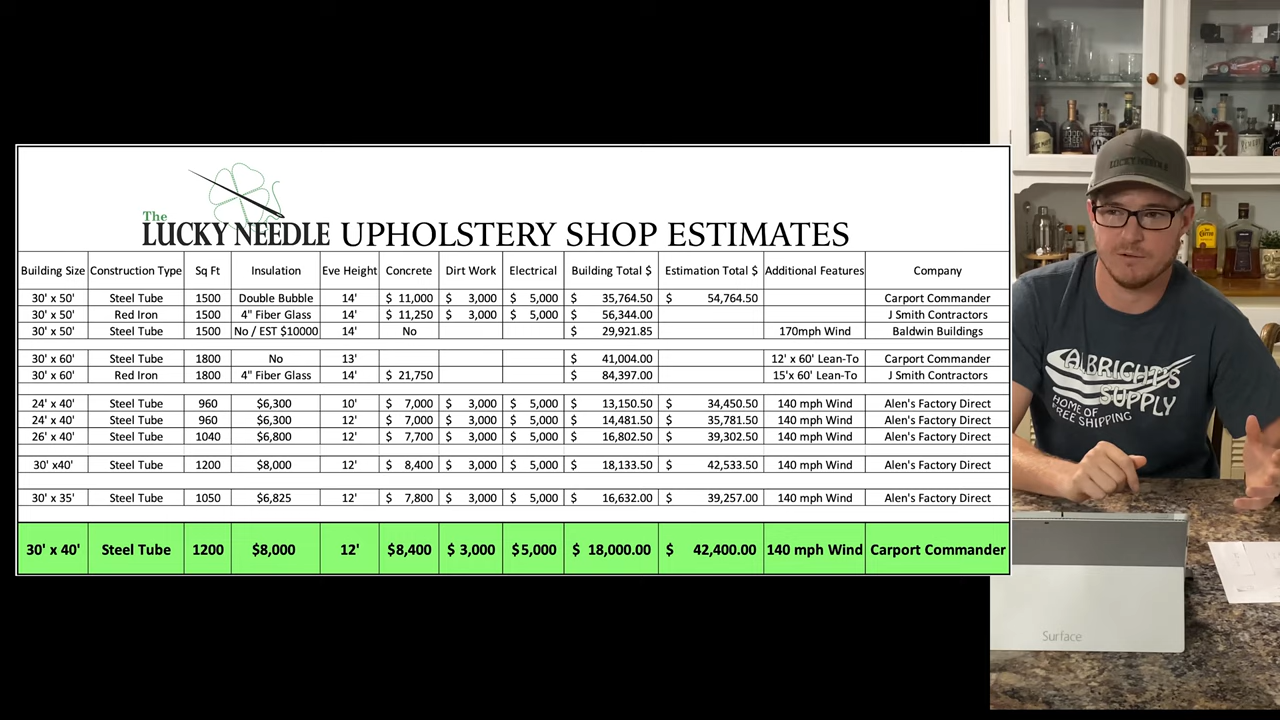 The
LUCKY NEEDLE UPHOLSTERY SHOP ESTIMATES
Building Size Construction Type Sq Ft Insulation Eve Height Concrete Dirt Work Electrical Building Total $ Estimation Total $ Additional Features Company
30' x 50' Steel Tube 1500 Double Bubble 14' $ 11,000 $ 3,000 $ 5,000 $ 35,764.50 $ 54,764.50 Carport Commander
30' x 50' Red Iron 1500 4" Fiber Glass 14' $ 11,250 $ 3,000 $ 5,000 $ 56,344.00 J Smith Contractors
30' x 50' Steel Tube 1500 No / EST $10000 14' No $ 29,921.85 170mph Wind Baldwin Buildings
30' x 60' Steel Tube 1800 No 13' $ 41,004.00 12' x 60' Lean-To Carport Commander
30' x 60' Red Iron 1800 4" Fiber Glass 14' $ 21,750 $ 84,397.00 15'x 60' Lean-To J Smith Contractors
24' x 40' Steel Tube 960 $6,300 10' $ 7,000 $ 3,000 $ 5,000 $ 13,150.50 $ 34,450.50 140 mph Wind Alen's Factory Direct
24' x 40' Steel Tube 960 $6,300 12' $ 7,000 $ 3,000 $ 5,000 $ 14,481.50 $ 35,781.50 140 mph Wind Alen's Factory Direct
26' x 40' Steel Tube 1040 $6,800 12' $ 7,700 $ 3,000 $ 5,000 $ 16,802.50 $ 39,302.50 140 mph Wind Alen's Factory Direct
30' x40' Steel Tube 1200 $8,000 12' $ 8,400 $ 3,000 $ 5,000 $ 18,133.50 $ 42,533.50 140 mph Wind Alen's Factory Direct
30' x 35' Steel Tube 1050 $6,825 12' $ 7,800 $ 3,000 $ 5,000 $ 16,632.00 $ 39,257.00 140 mph Wind Alen's Factory Direct
30' x 40' Steel Tube 1200 $8,000 12' $8,400 $ 3,000 $5,000 $ 18,000.00 $ 42,400.00 140 mph Wind Carport Commander
LUCKY NEEDLE
ALBRIGHT'S
SUPPLY
HOME OF
FREE SHIPPING
Surface